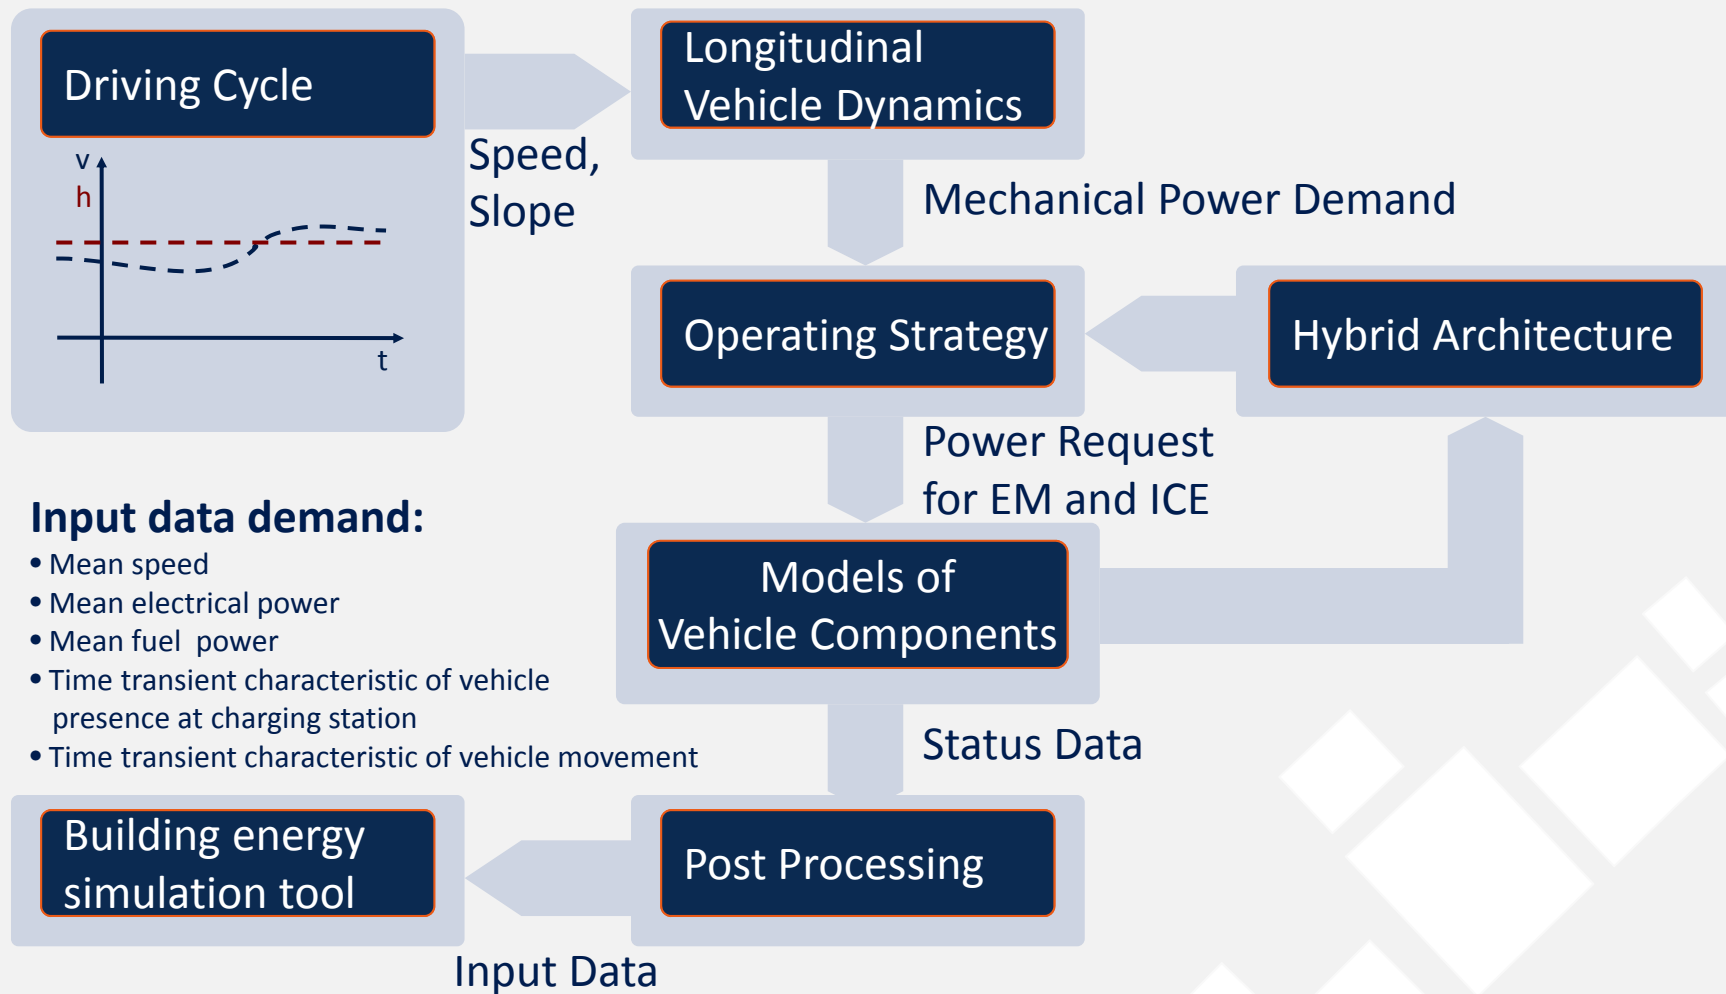 Driving Cycle
v
h
t
Speed,
Slope
Longitudinal
Vehicle Dynamics
Mechanical Power Demand
Operating Strategy
Hybrid Architecture
Power Request
for EM and ICE
Models of
Vehicle Components
Input data demand:
• Mean speed
• Mean electrical power
• Mean fuel  power
• Time transient characteristic of vehicle
presence at charging station
• Time transient characteristic of vehicle movement
Status Data
Building energy
simulation tool
Post Processing
Input Data